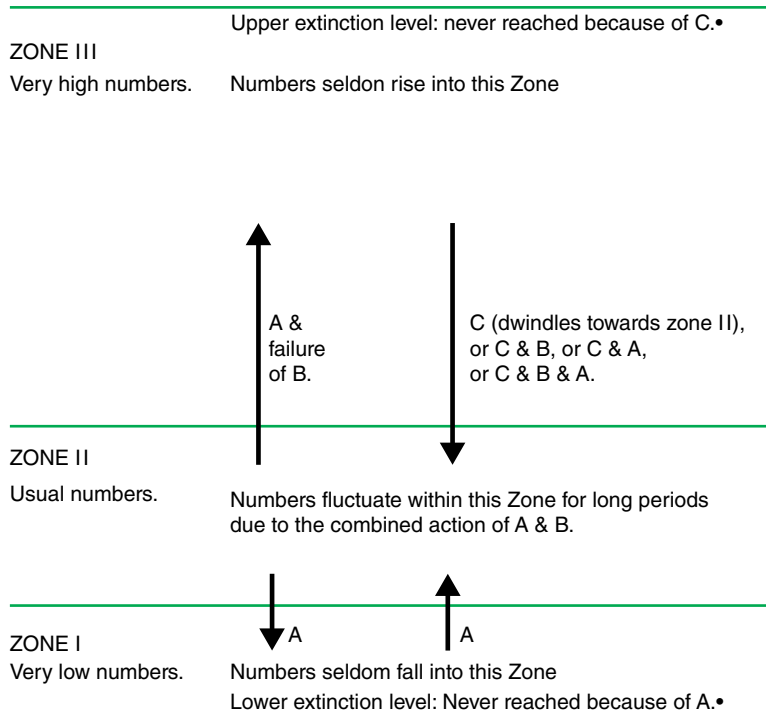 Upper extinction level: never reached because of C.•
ZONE III
Very high numbers. Numbers seldon rise into this Zone
A &
failure
of B.
C (dwindles towards zone II),
or C & B, or C & A,
or C & B & A.
ZONE II
Usual numbers.
Numbers fluctuate within this Zone for long periods
due to the combined action of A & B.
A
A
ZONE I
Very low numbers. Numbers seldom fall into this Zone
Lower extinction level: Never reached because of A.•